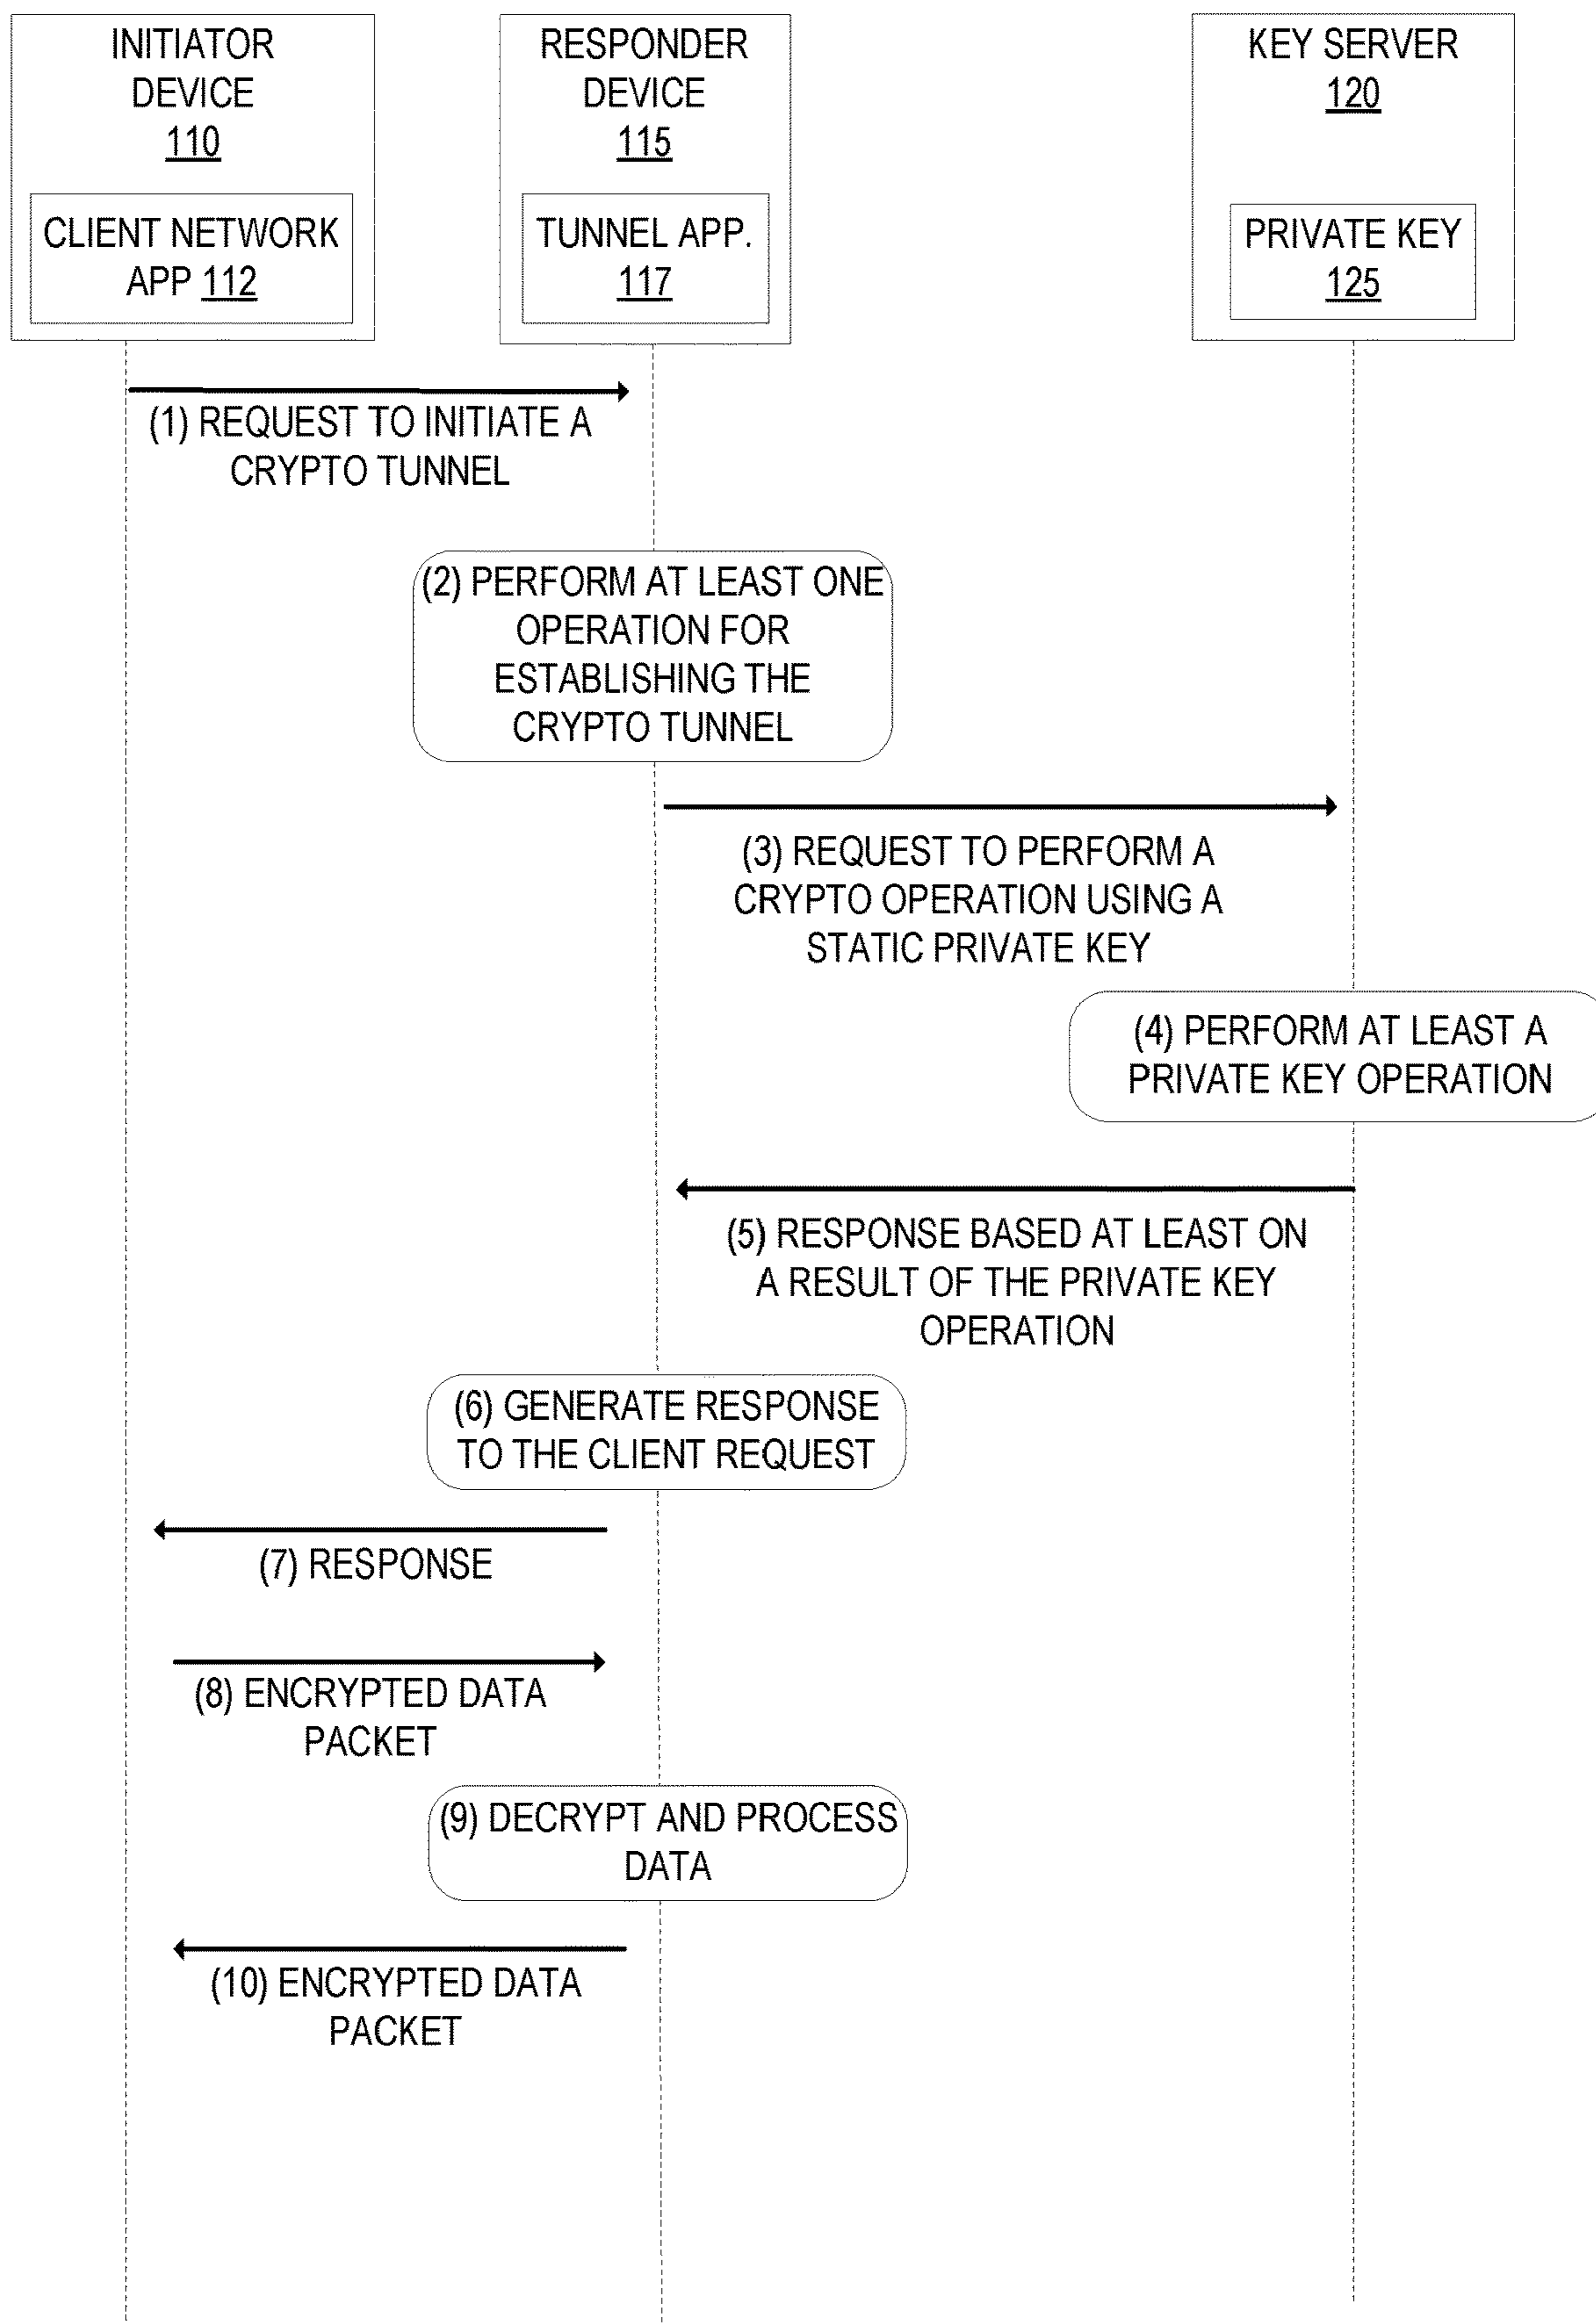 INITIATOR
DEVICE
110
CLIENT NETWORK
APP 112
RESPONDER
DEVICE
115
TUNNEL APP.
117
KEY SERVER
120
PRIVATE KEY
125
(1) REQUEST TO INITIATE A
CRYPTO TUNNEL
(2) PERFORM AT LEAST ONE
OPERATION FOR
ESTABLISHING THE
CRYPTO TUNNEL
(3) REQUEST TO PERFORM A
CRYPTO OPERATION USING A
STATIC PRIVATE KEY
(4) PERFORM AT LEAST A
PRIVATE KEY OPERATION
(5) RESPONSE BASED AT LEAST ON
A RESULT OF THE PRIVATE KEY
OPERATION
(6) GENERATE RESPONSE
TO THE CLIENT REQUEST
(7) RESPONSE
(8) ENCRYPTED DATA
PACKET
(9) DECRYPT AND PROCESS
DATA
(10) ENCRYPTED DATA
PACKET